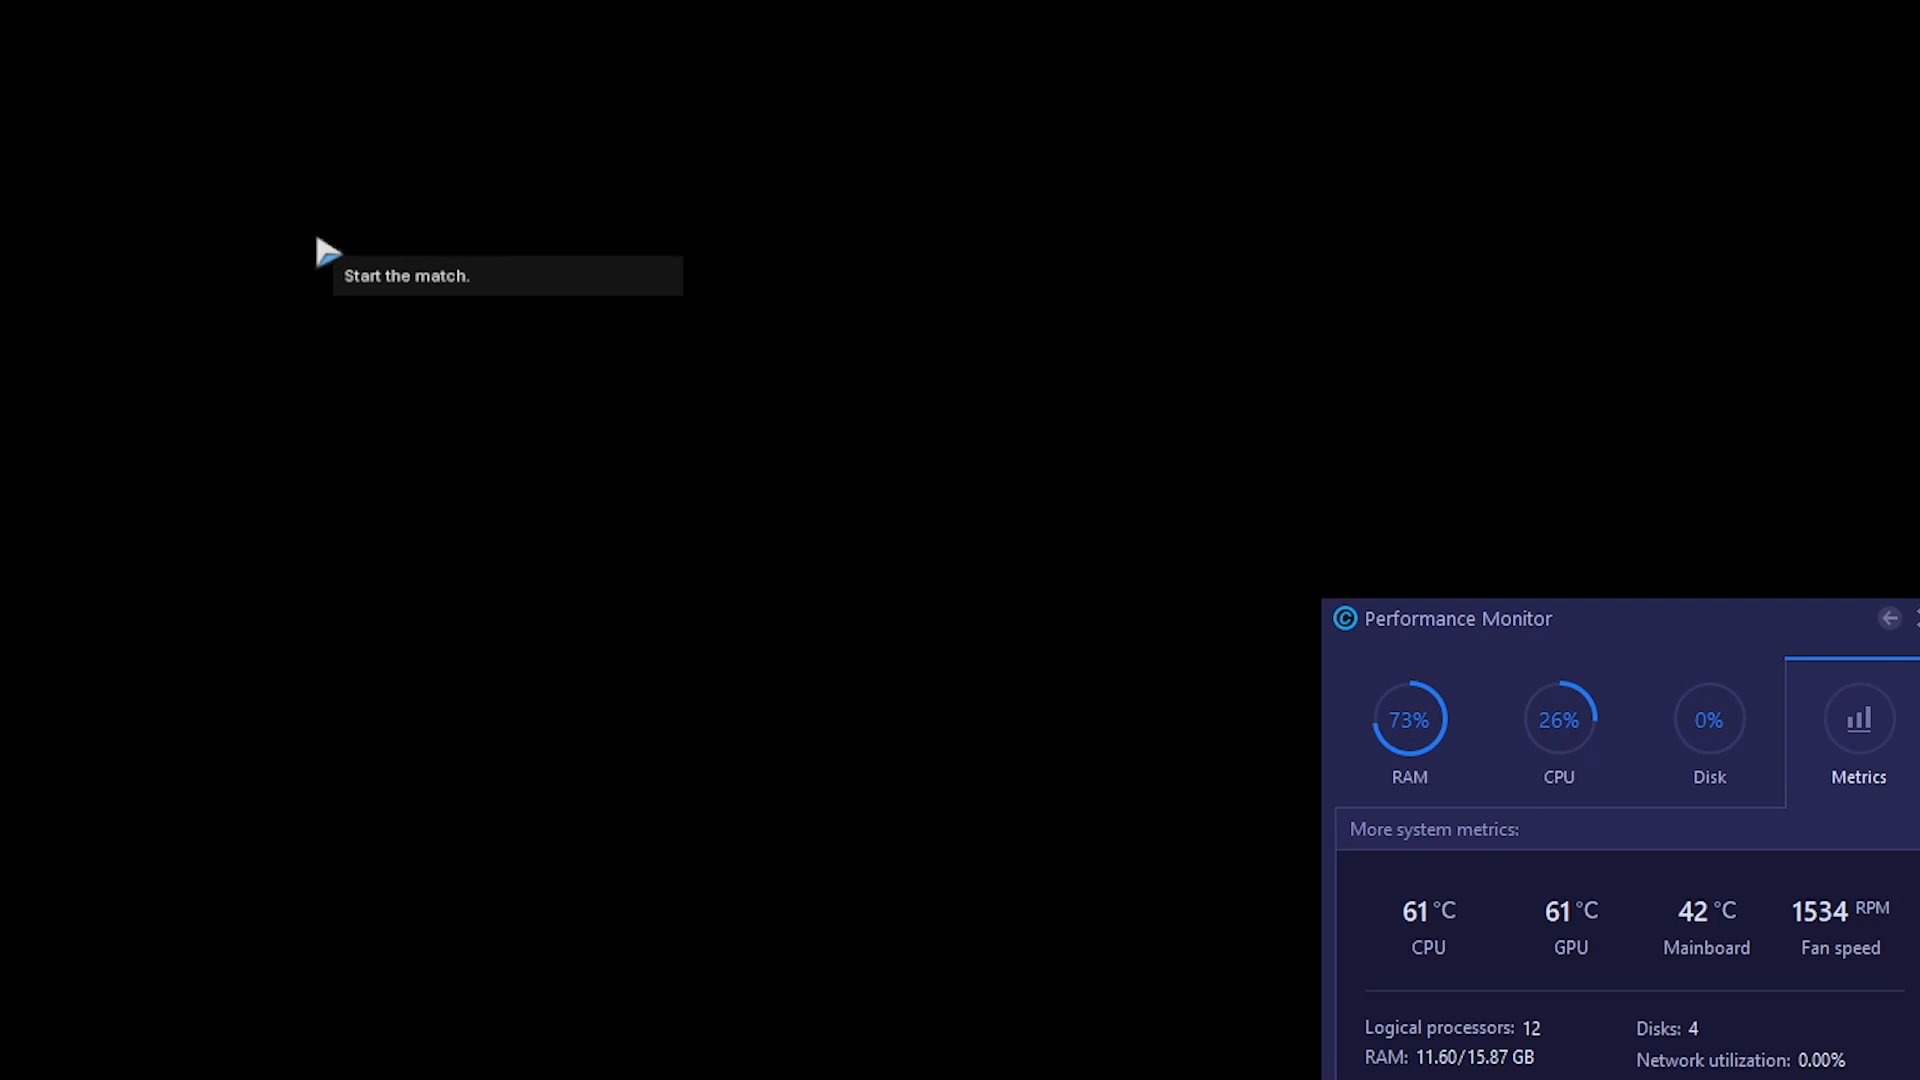 Start the match.
Performance Monitor
73%
26%
0%
RAM
CPU
Disk
Metrics
More system metrics:
61 °C
61 °C
42 °C
1534 RPM
CPU
GPU
Mainboard
Fan speed
Logical processors: 12
Disks: 4
RAM: 11.60/15.87 GB
Network utilization: 0.00%